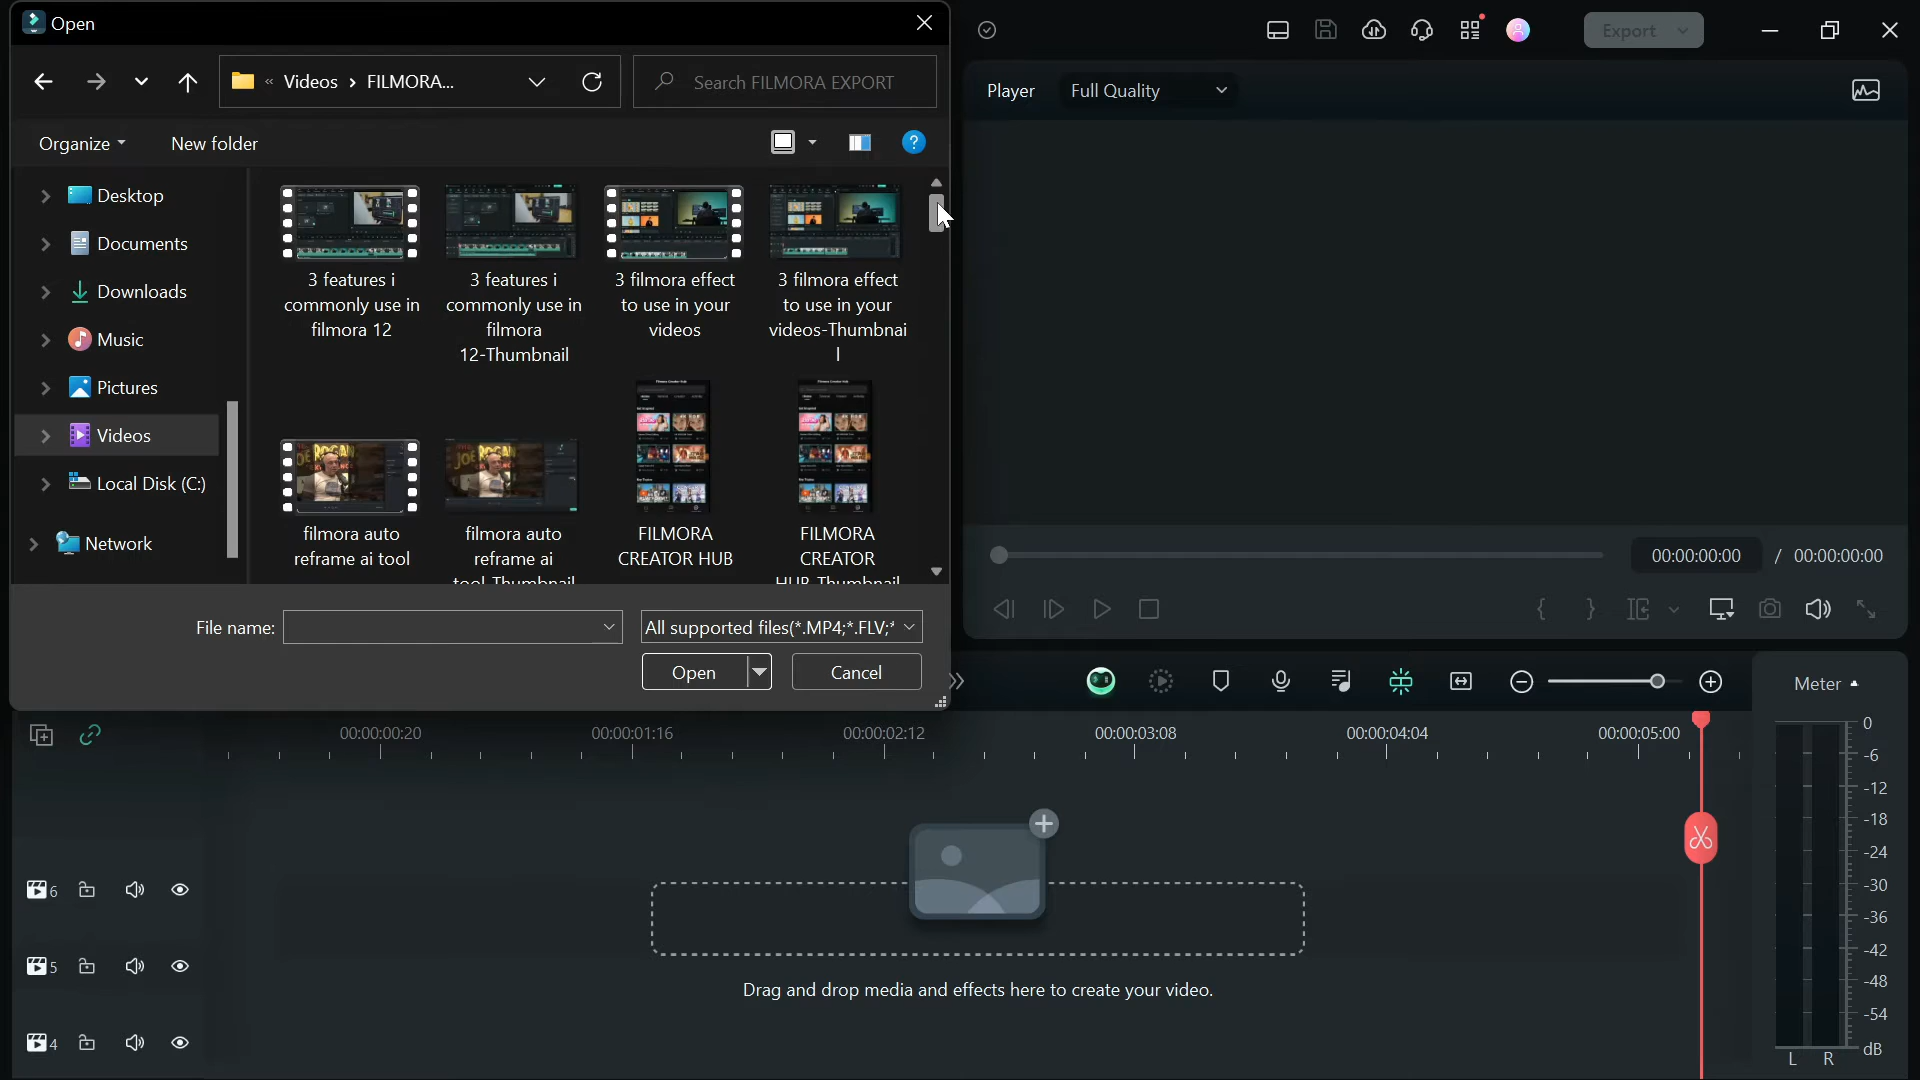 Open
Videos › FILMORA...
Search FILMORA EXPORT
Organize
New folder
Desktop
Documents
Downloads
Music
Pictures
Videos
Local Disk (C:)
Network
3 features i
commonly use in
filmora 12
3 features i
commonly use in
filmora
12-Thumbnail
3 filmora effect
to use in your
videos
3 filmora effect
to use in your
videos-Thumbnai
l
filmora auto
reframe ai tool
filmora auto
reframe ai
tool-Thumbnail
FILMORA
CREATOR HUB
FILMORA
CREATOR
HUB-Thumbnail
File name:
All supported files(*.MP4;*.FLV;*
Open
Cancel
Export
Player
Full Quality
00:00:00:00 / 00:00:00:00
Meter
00:00:00:20
00:00:01:16
00:00:02:12
00:00:03:08
00:00:04:04
00:00:05:00
0
-6
-12
-18
-24
-30
-36
-42
-48
-54
dB
L R
6
5
4
Drag and drop media and effects here to create your video.